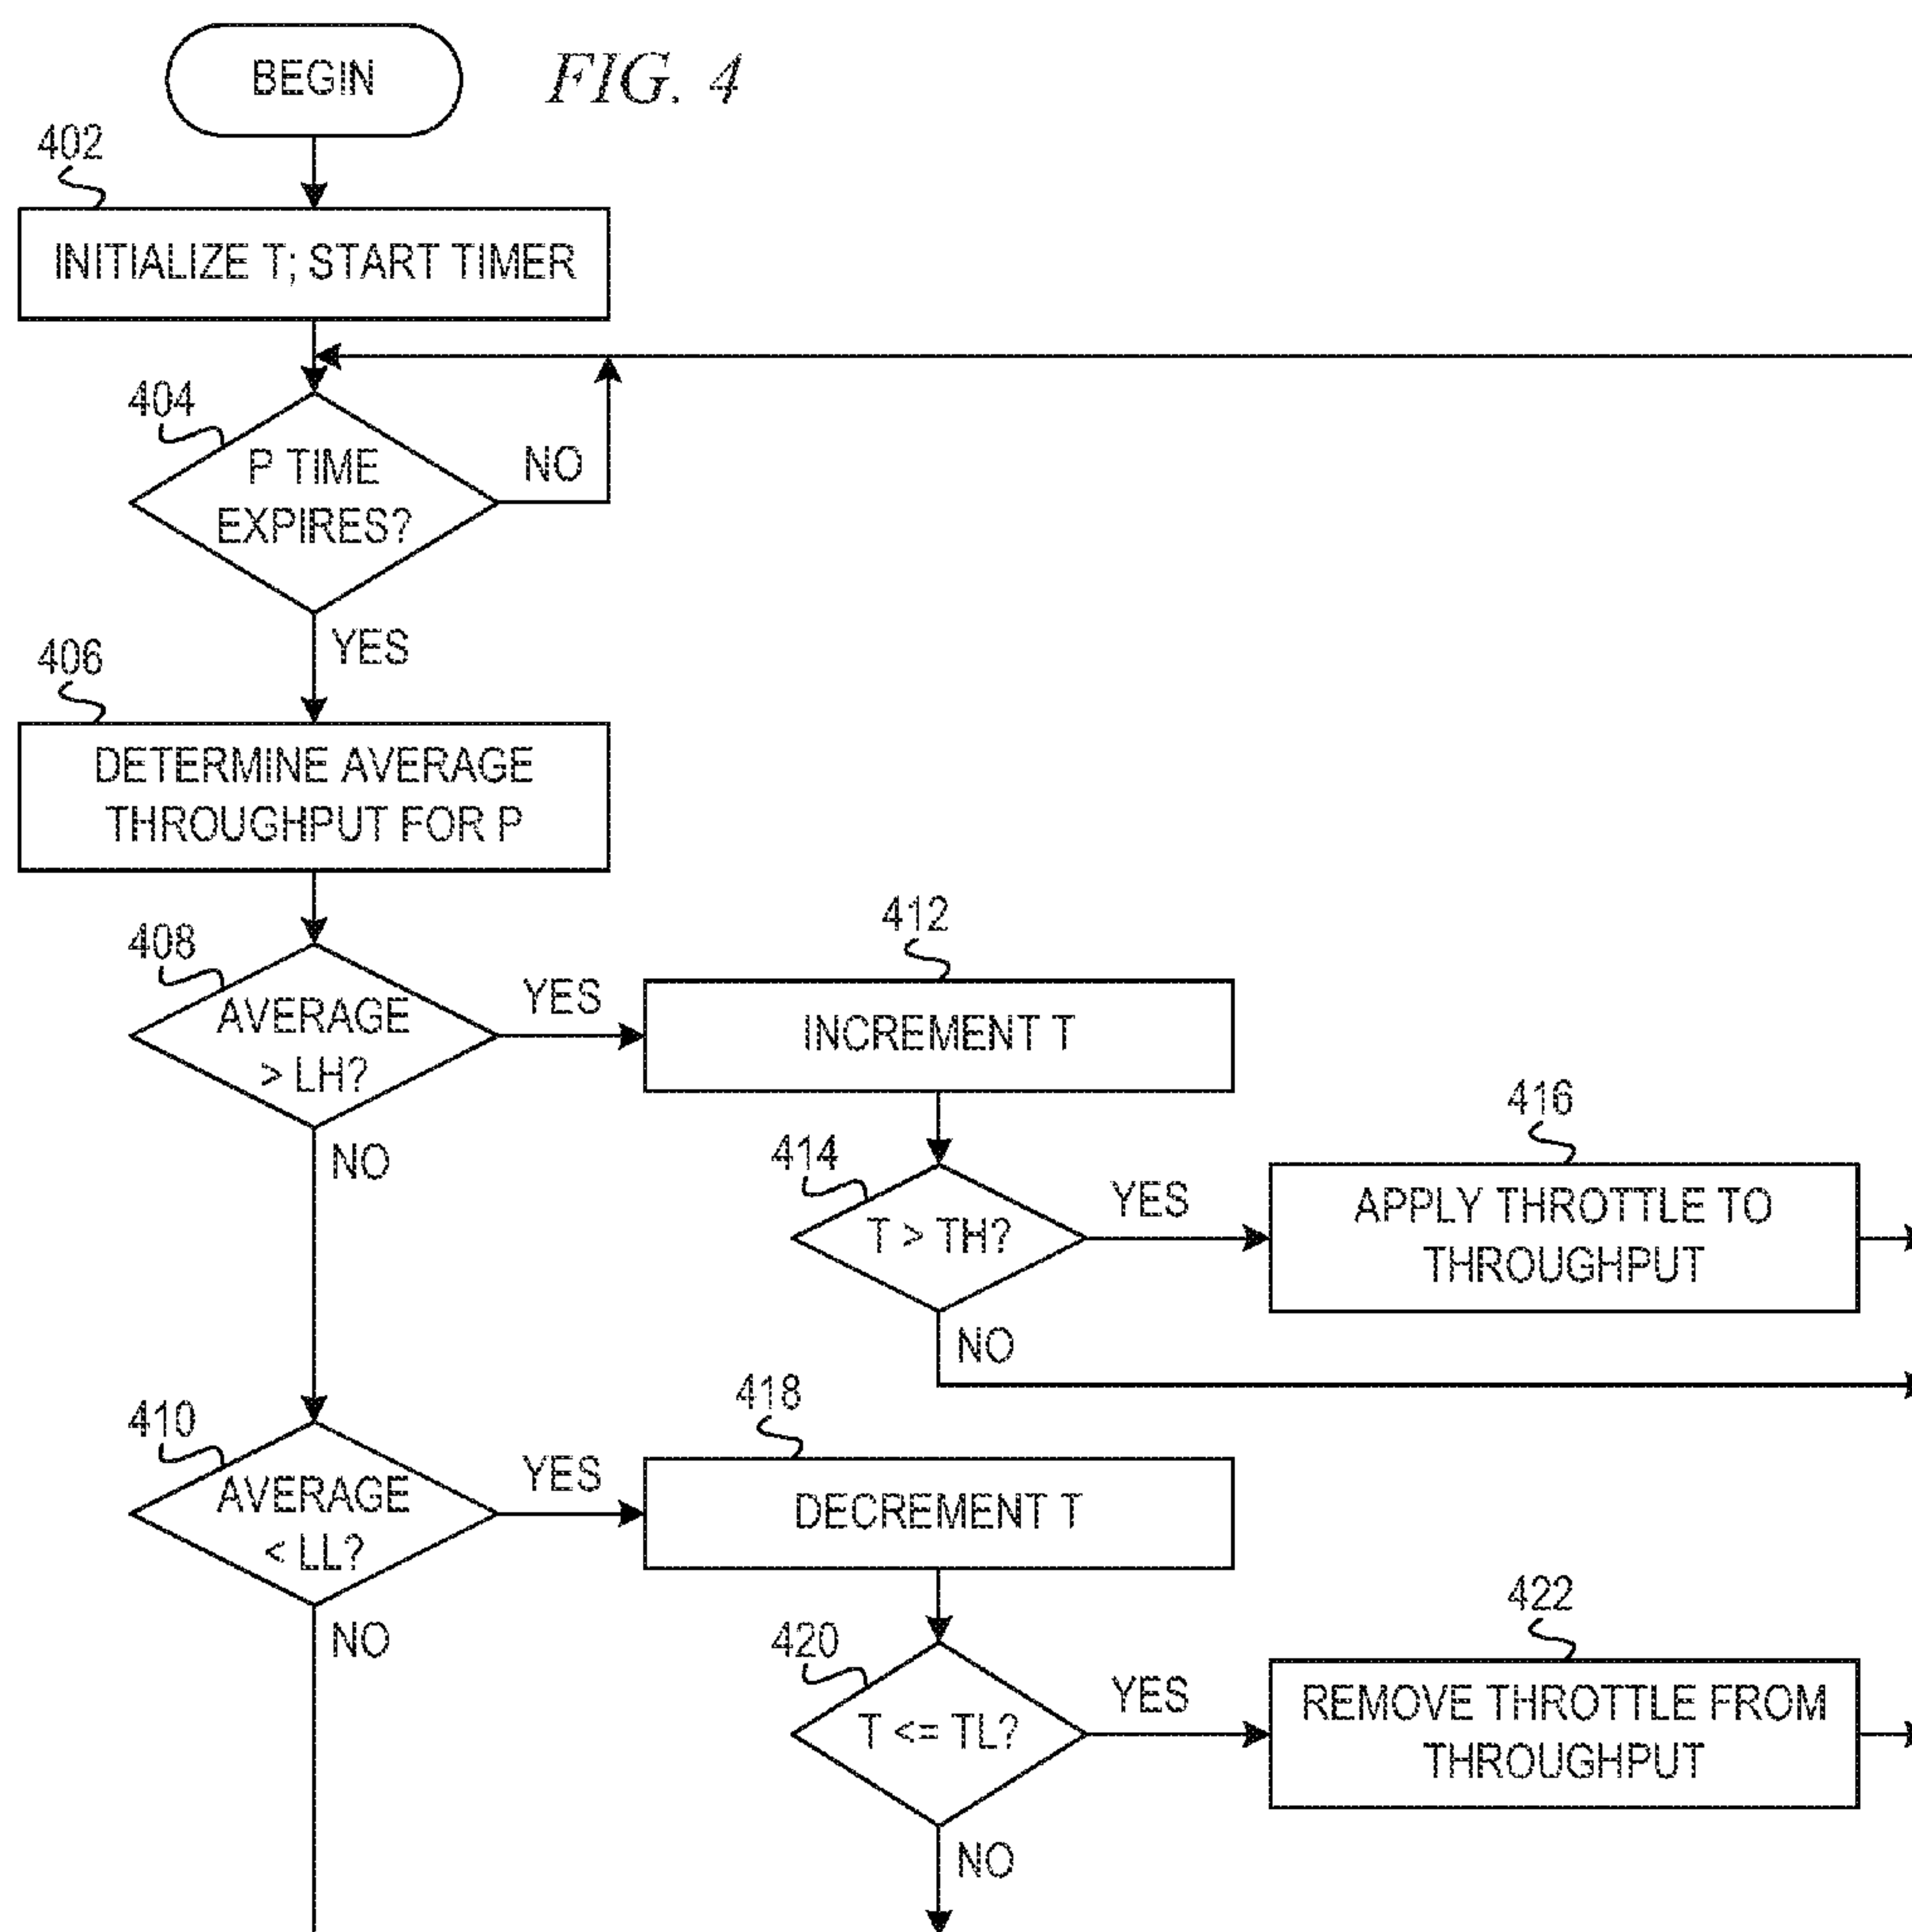 BEGIN
FIG. 4
402
INITIALIZE T; START TIMER
404
P TIME
EXPIRES?
NO
YES
406
DETERMINE AVERAGE
THROUGHPUT FOR P
408
AVERAGE
> LH?
YES
NO
412
INCREMENT T
414
T > TH?
YES
NO
416
APPLY THROTTLE TO
THROUGHPUT
410
AVERAGE
< LL?
YES
NO
418
DECREMENT T
420
T <= TL?
YES
NO
422
REMOVE THROTTLE FROM
THROUGHPUT